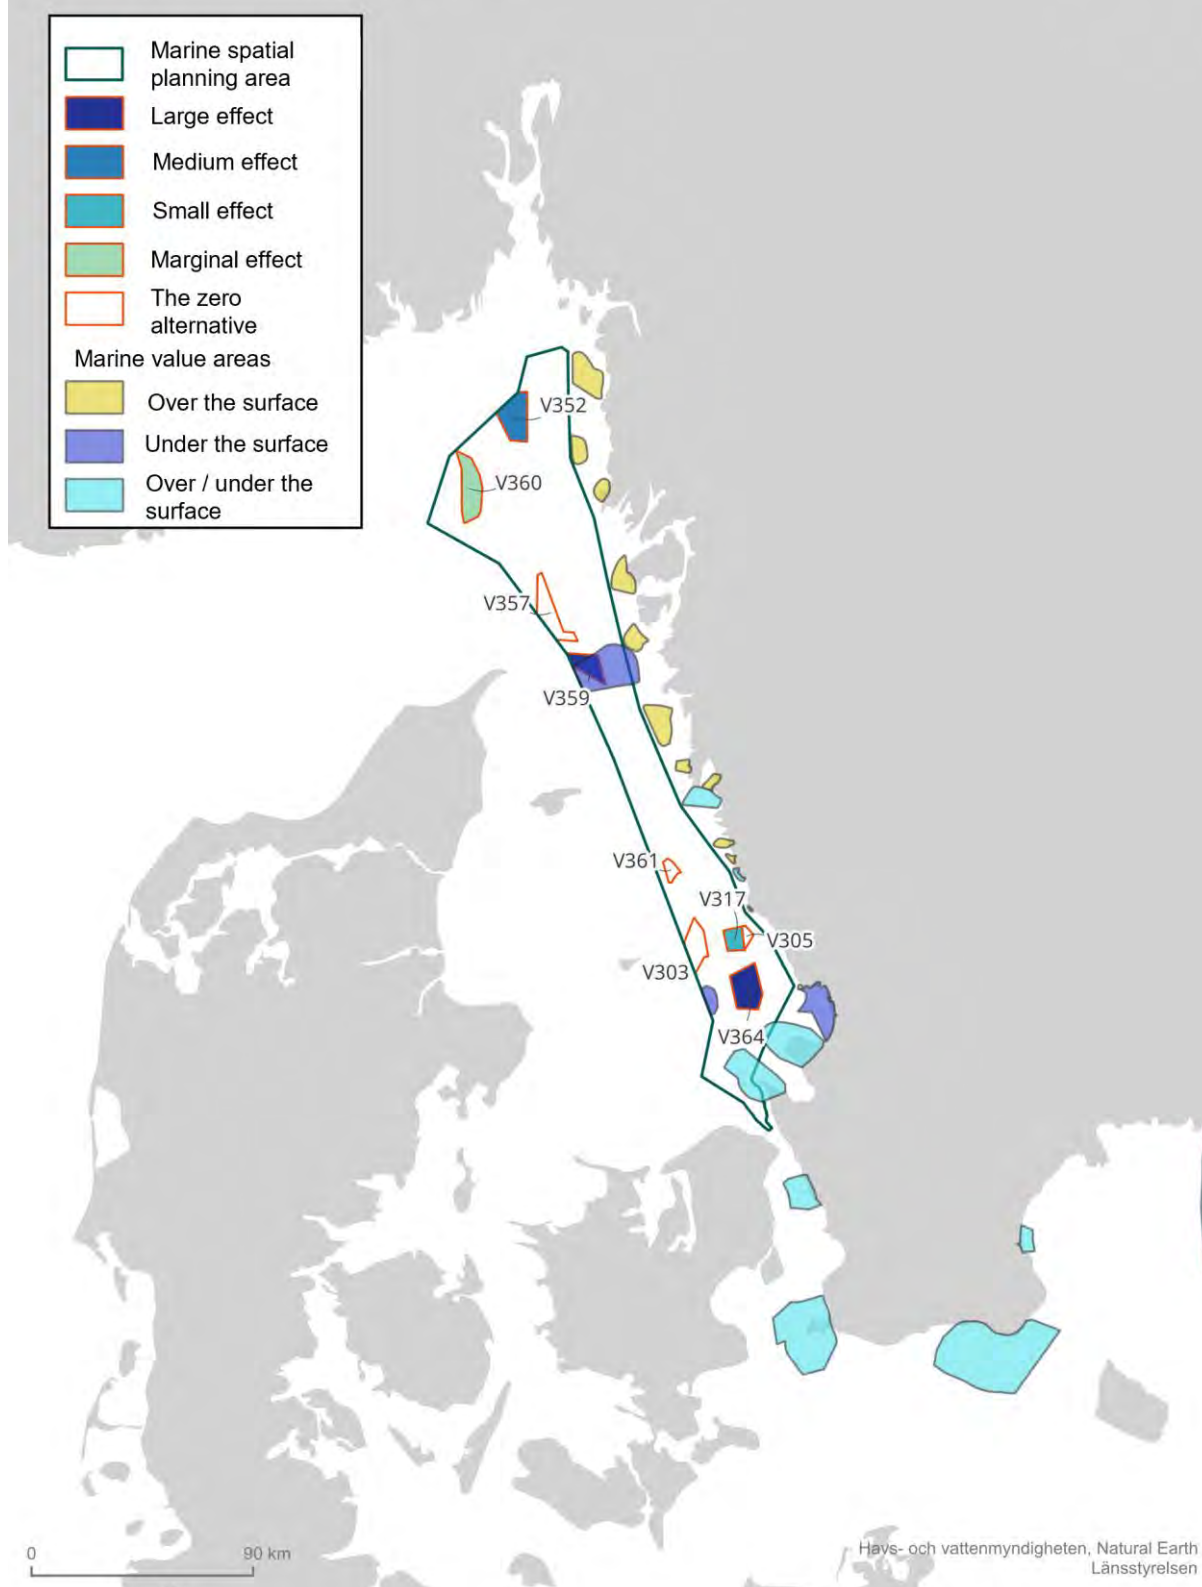 Marine spatial
planning area
Large effect
Medium effect
Small effect
Marginal effect
The zero
alternative
Marine value areas
Over the surface
Under the surface
Over / under the
surface
V352
V360
V357
V359
V361
V317
V305
V303
V364
0
90 km
Havs- och vattenmyndigheten, Natural Earth
Länsstyrelsen